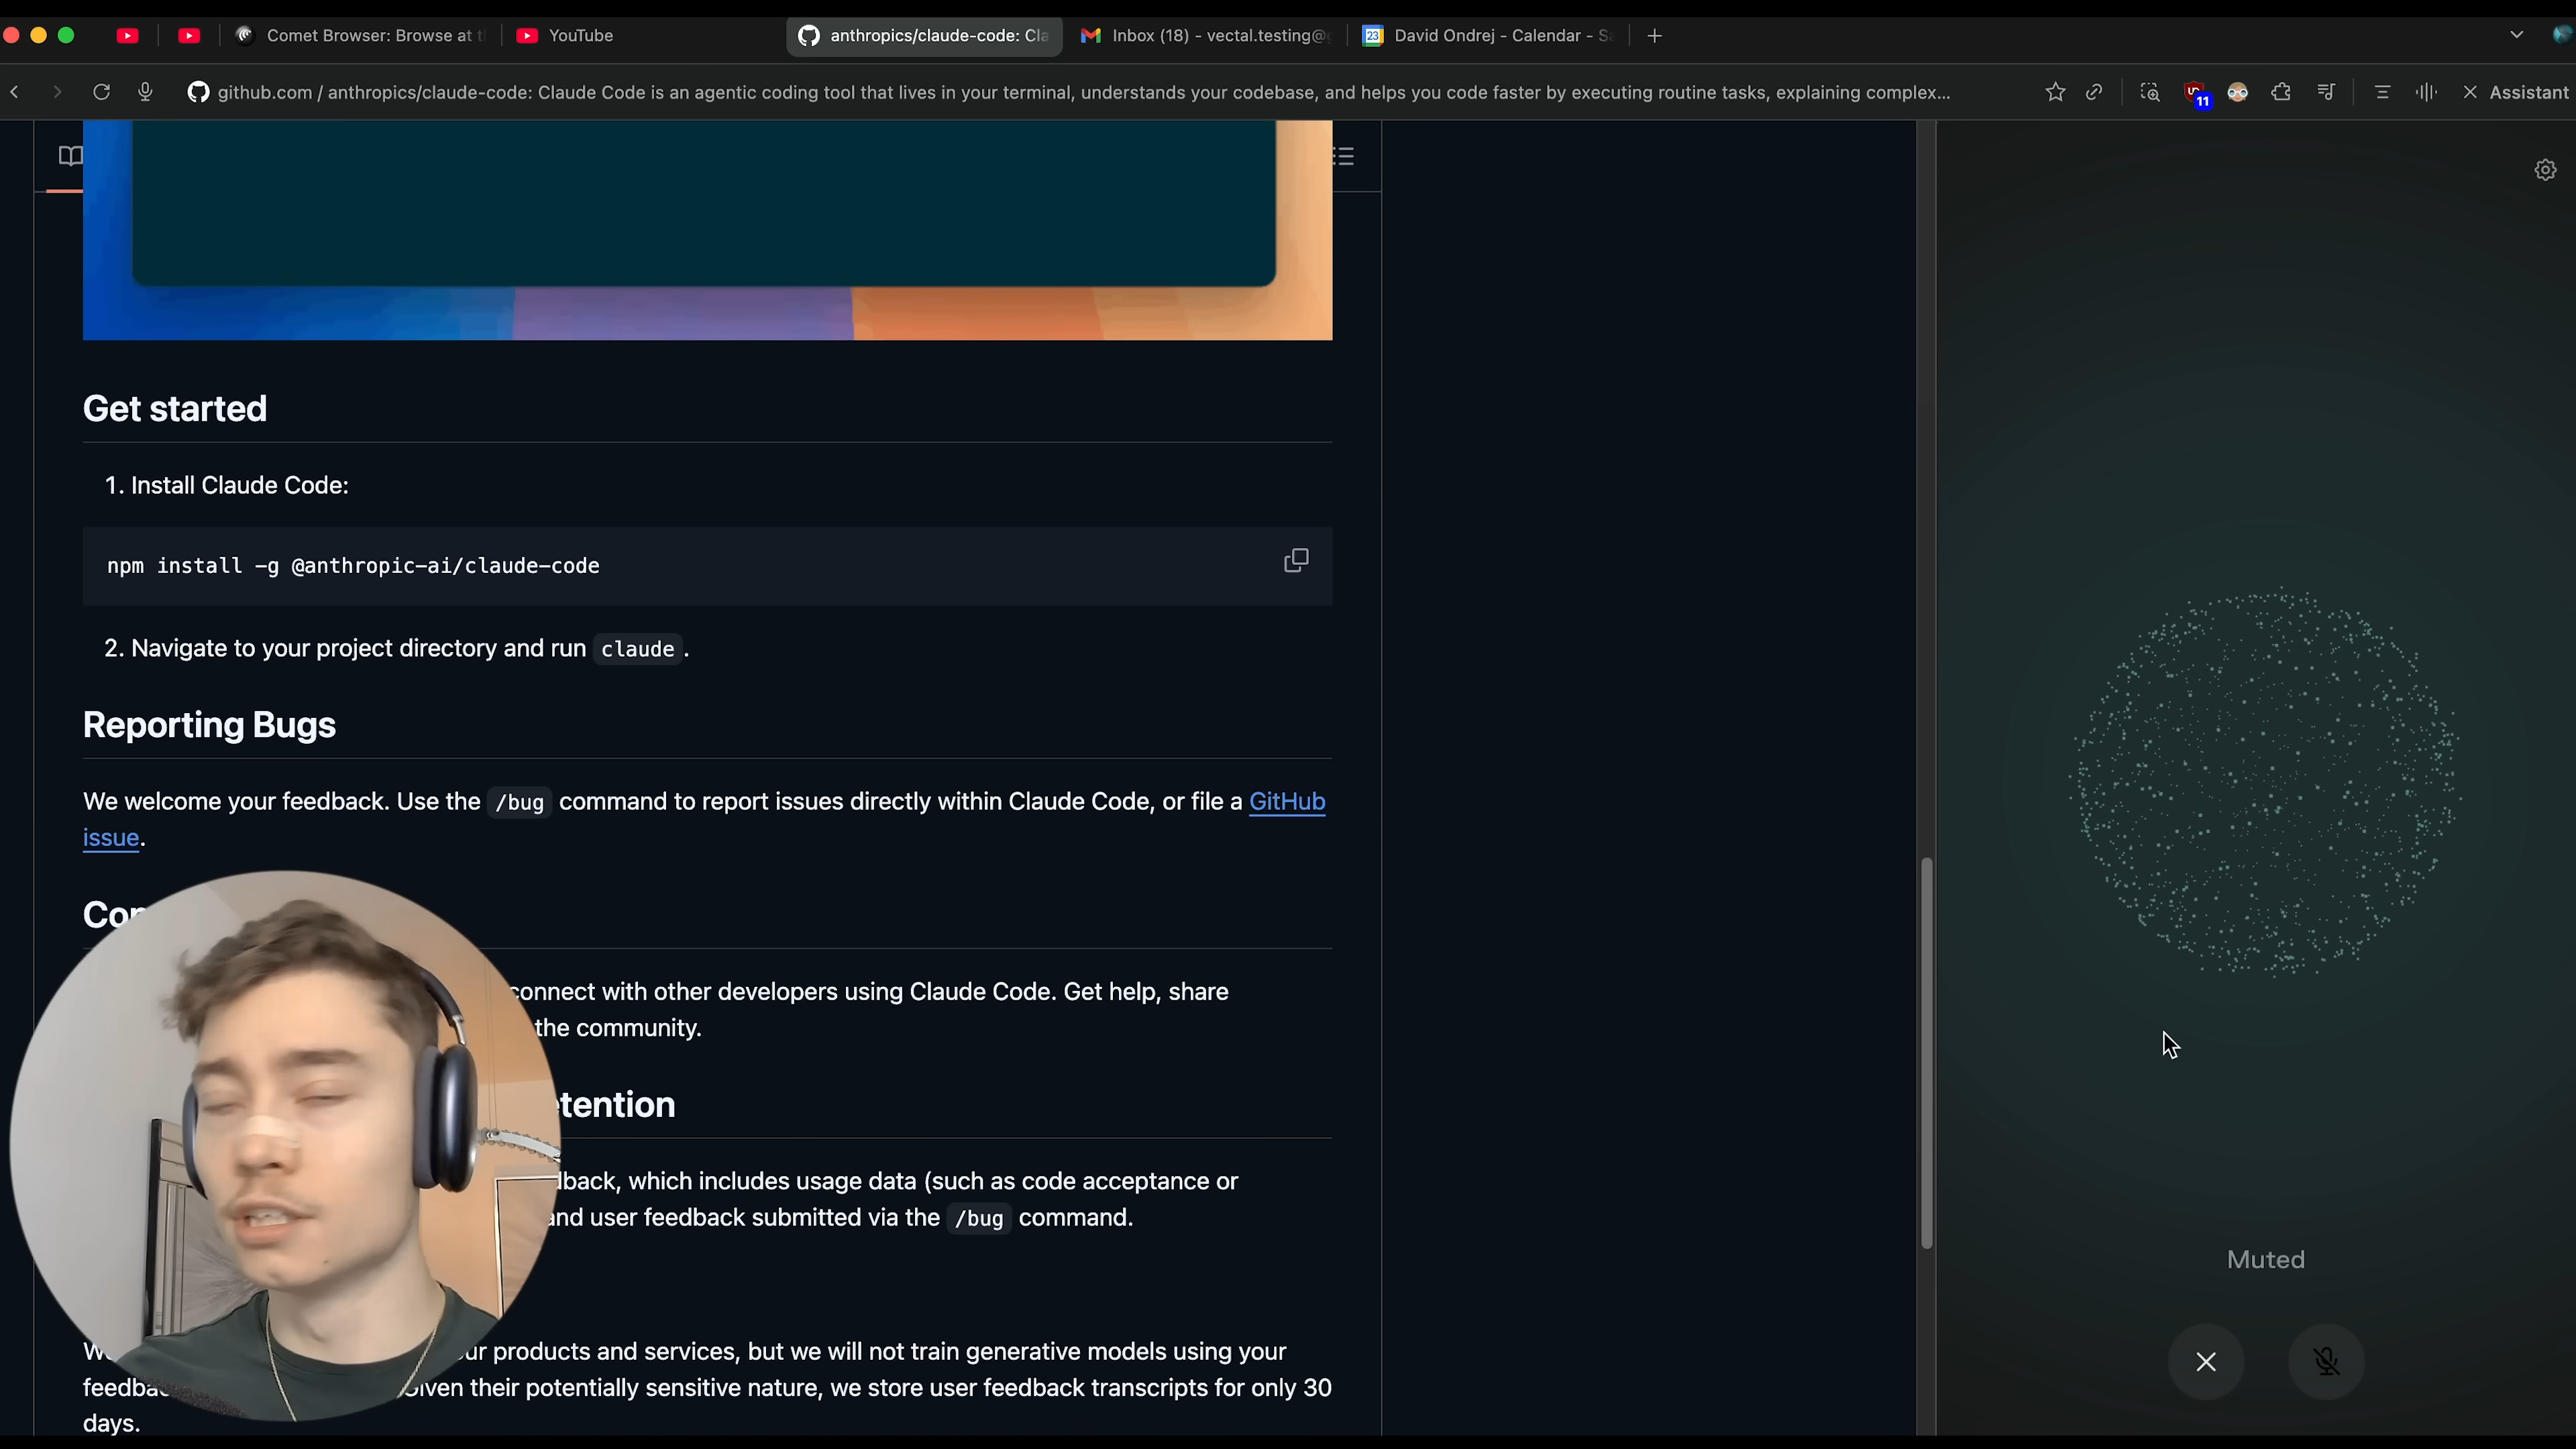 Comet Browser: Browse at t
YouTube
anthropics/claude-code: Cla
Inbox (18) - vectal.testing@
23
David Ondrej - Calendar - Sa
github.com / anthropics/claude-code: Claude Code is an agentic coding tool that lives in your terminal, understands your codebase, and helps you code faster by executing routine tasks, explaining complex...
11
Assistant
Get started
1. Install Claude Code:
npm install -g @anthropic-ai/claude-code
2. Navigate to your project directory and run claude.
Reporting Bugs
We welcome your feedback. Use the /bug command to report issues directly within Claude Code, or file a GitHub
issue.
Con
connect with other developers using Claude Code. Get help, share
the community.
etention
dback, which includes usage data (such as code acceptance or
and user feedback submitted via the /bug command.
W ur products and services, but we will not train generative models using your
feedba Given their potentially sensitive nature, we store user feedback transcripts for only 30
days.
Muted